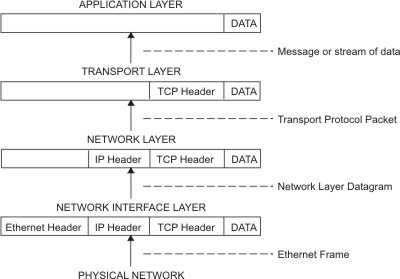 APPLICATION LAYER
DATA
Message or stream of data
TRANSPORT LAYER
TCP Header DATA
Transport Protocol Packet
NETWORK LAYER
IP Header TCP Header DATA
Network Layer Datagram
NETWORK INTERFACE LAYER
Ethernet Header IP Header TCP Header DATA
Ethernet Frame
PHYSICAL NETWORK